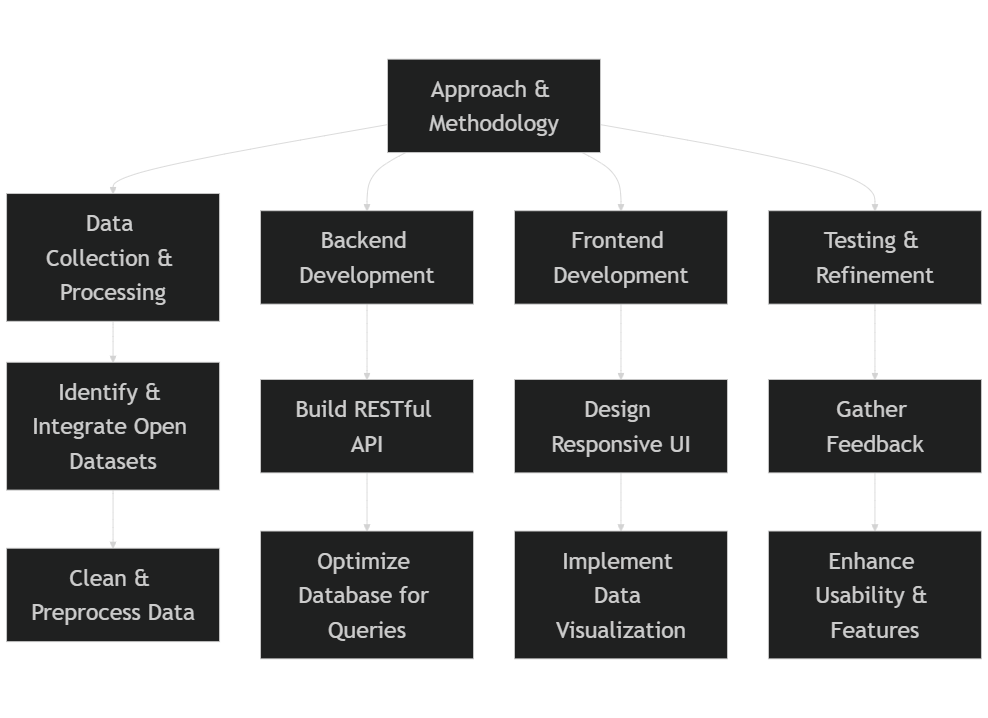 Approach &
Methodology
Data
Collection &
Processing
Backend
Development
Frontend
Development
Testing &
Refinement
Identify &
Integrate Open
Datasets
Build RESTful
API
Design
Responsive UI
Gather
Feedback
Clean &
Preprocess Data
Optimize
Database for
Queries
Implement
Data
Visualization
Enhance
Usability &
Features